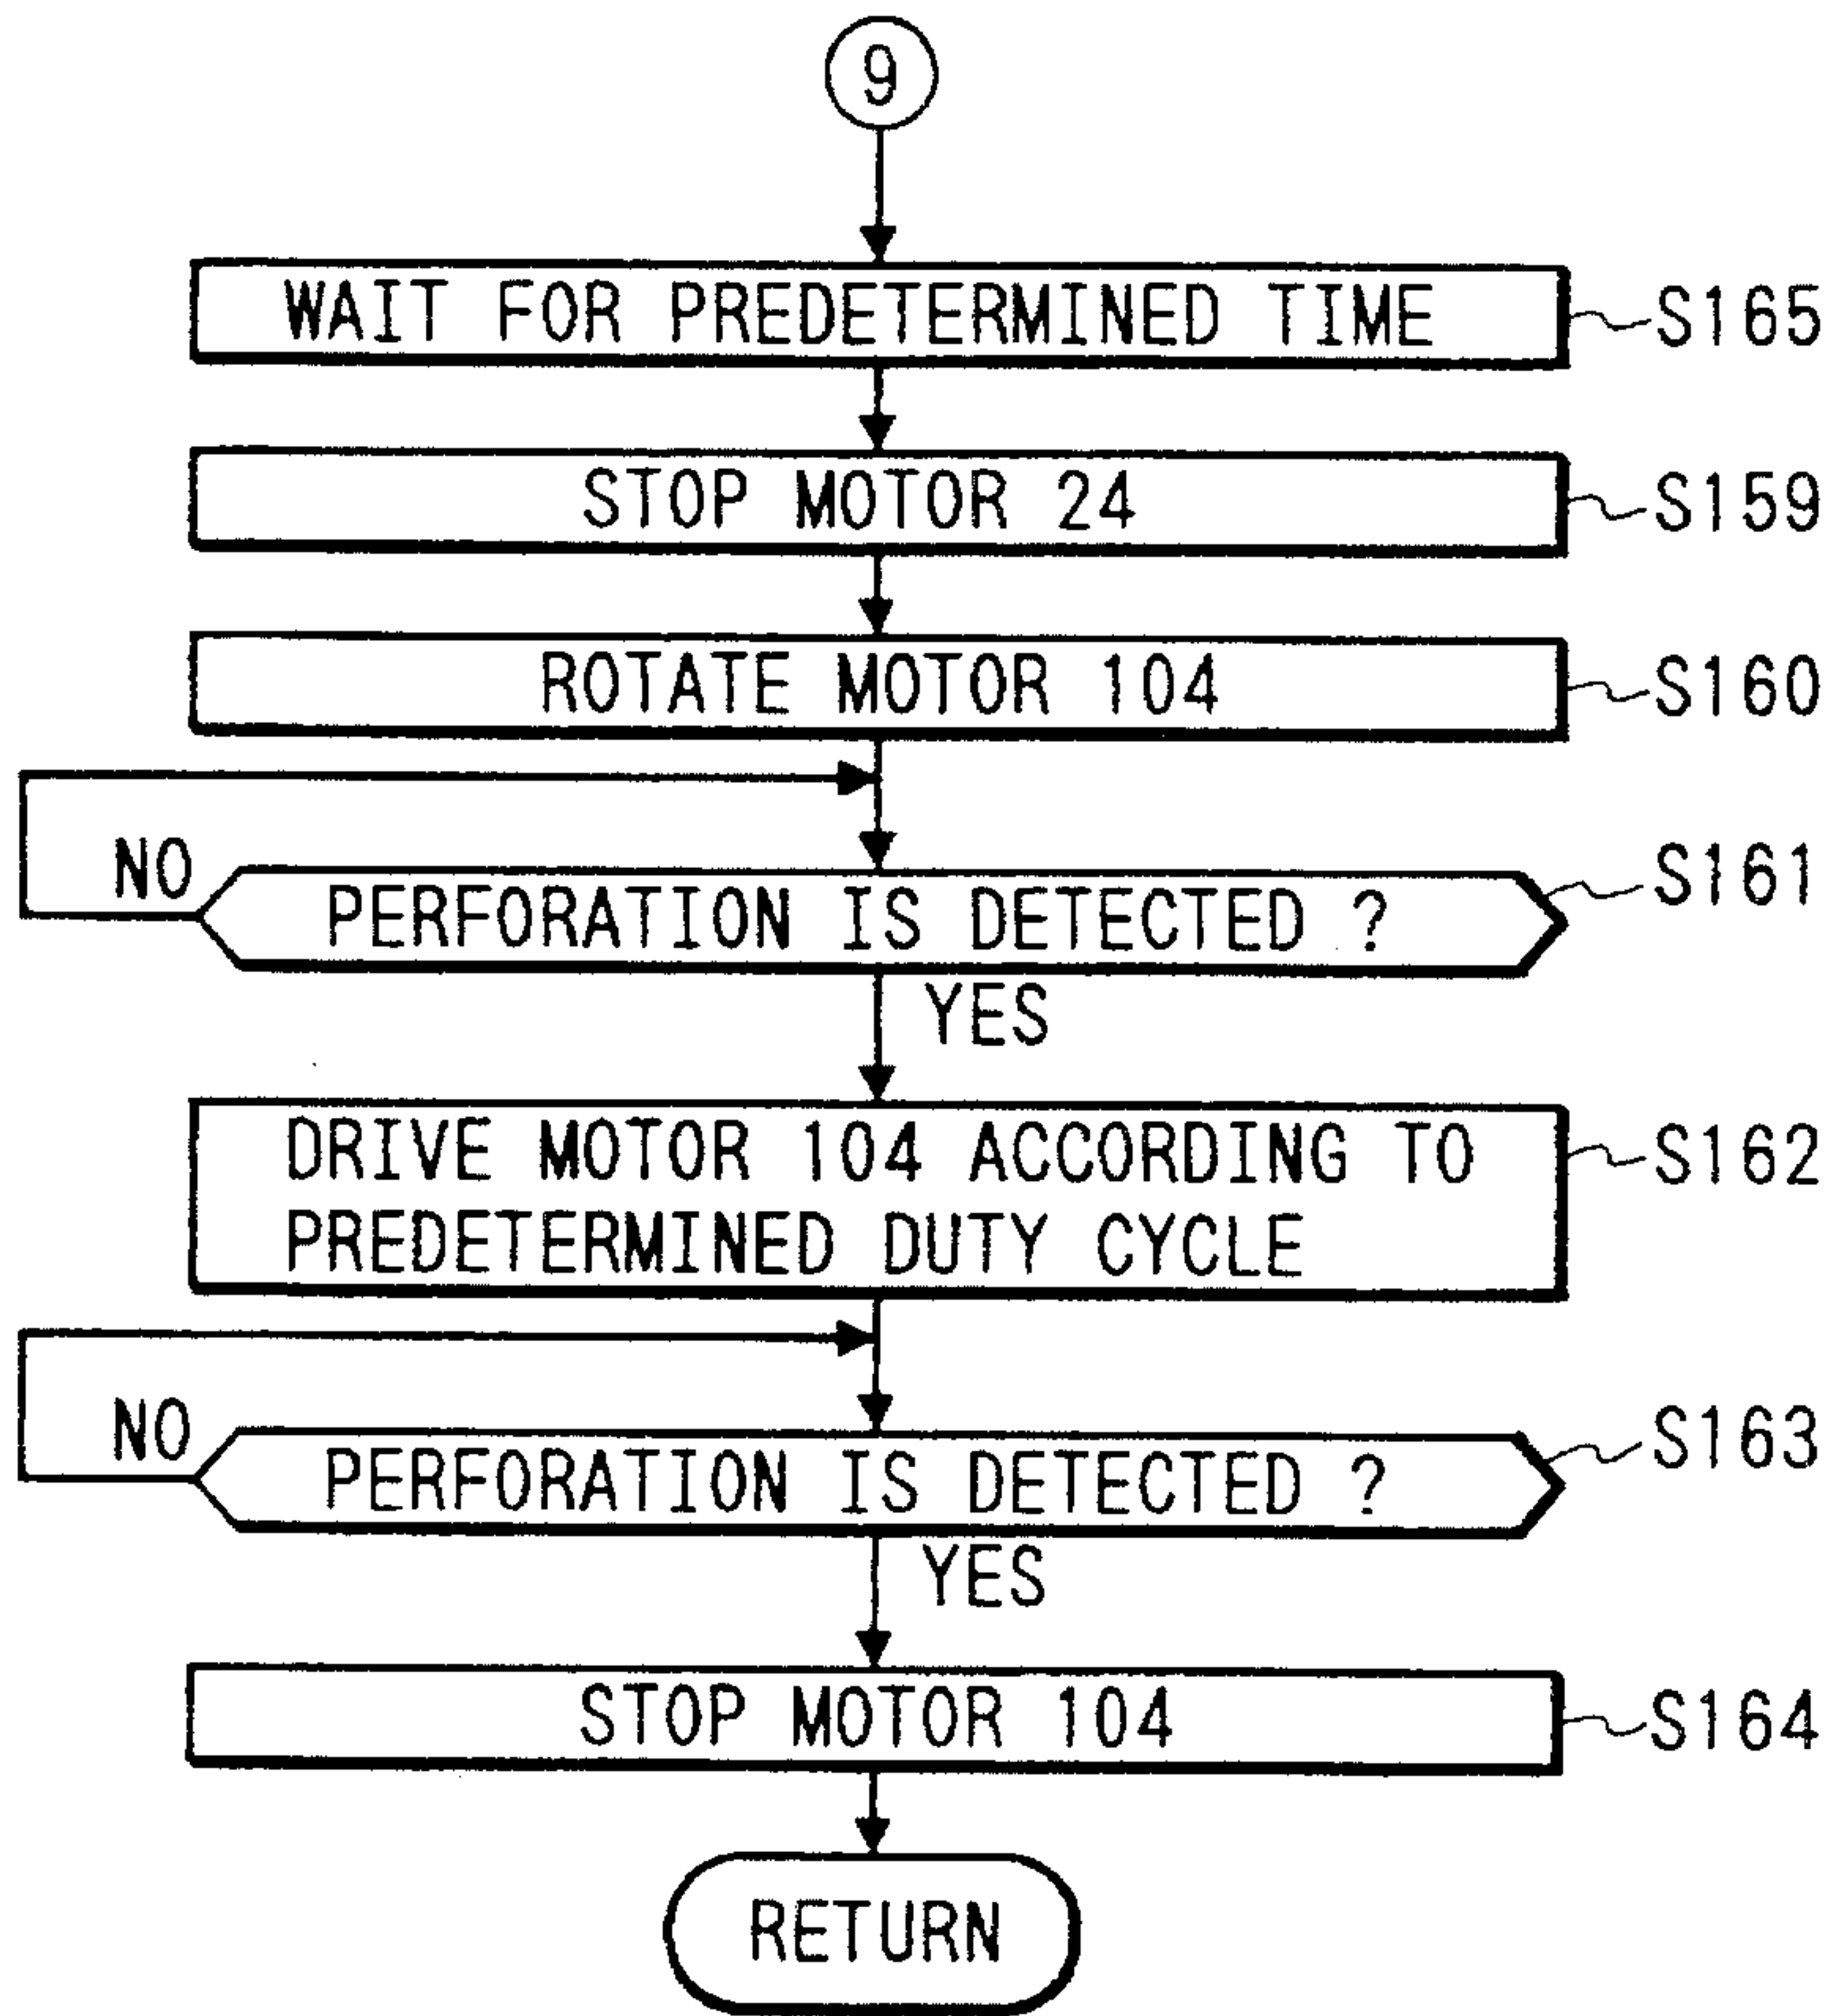 9
WAIT FOR PREDETERMINED TIME
S165
STOP MOTOR 24
S159
ROTATE MOTOR 104
S160
NO
PERFORATION IS DETECTED ?
S161
YES
DRIVE MOTOR 104 ACCORDING TO
PREDETERMINED DUTY CYCLE
S162
NO
PERFORATION IS DETECTED ?
S163
YES
STOP MOTOR 104
S164
RETURN